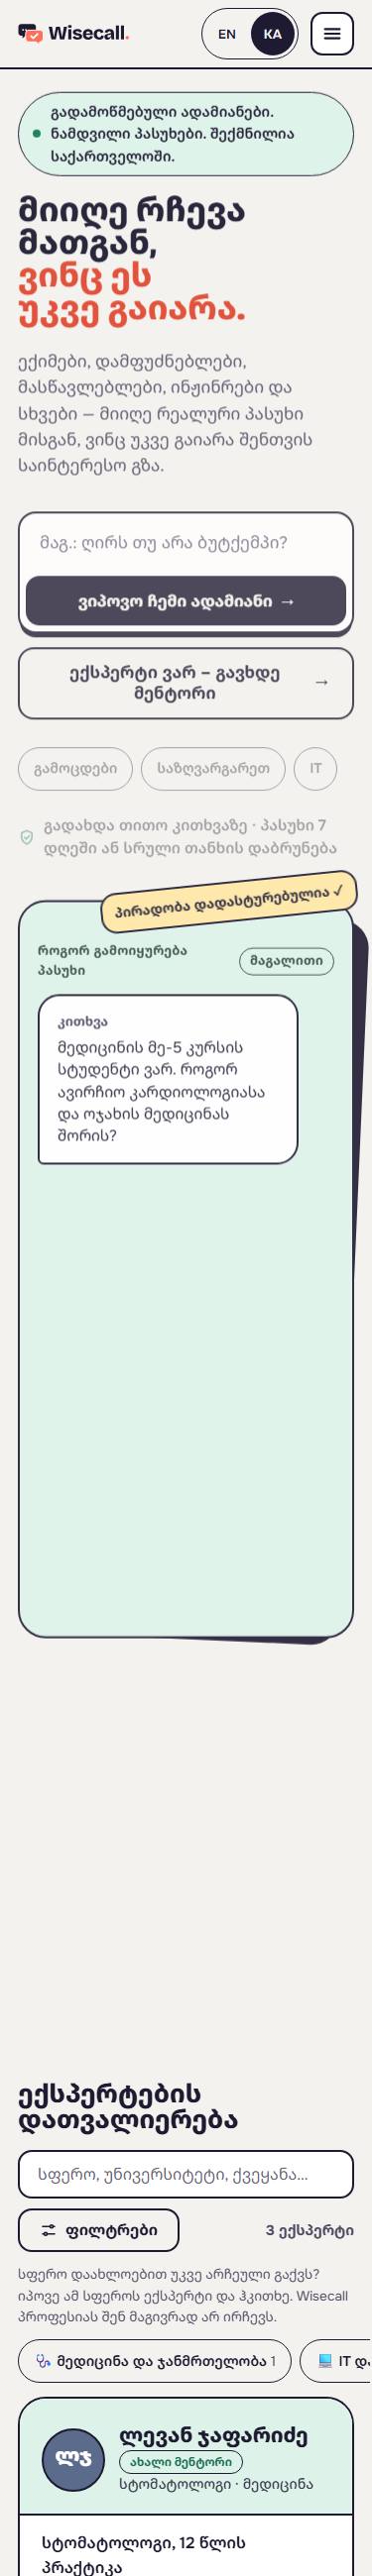 Wisecall.
EN
KA
გადამოწმებული ადამიანები.
ნამდვილი პასუხები. შექმნილია
საქართველოში.
მიიღე რჩევა
მათგან,
ვინც ეს
უკვე გაიარა.
ექიმები, დამფუძნებლები,
მასწავლებლები, ინჟინრები და
სხვები — მიიღე რეალური პასუხი
მისგან, ვინც უკვე გაიარა შენთვის
საინტერესო გზა.
მაგ.: ღირს თუ არა ბუტქემპი?
ვიპოვო ჩემი ადამიანი →
ექსპერტი ვარ – გავხდე
მენტორი →
გამოცდები
საზღვარგარეთ
IT
გადახდა თითო კითხვაზე · პასუხი 7
დღეში ან სრული თანხის დაბრუნება
პირადობა დადასტურებულია ✓
როგორ გამოიყურება
პასუხი
მაგალითი
კითხვა
მედიცინის მე-5 კურსის
სტუდენტი ვარ. როგორ
ავირჩიო კარდიოლოგიასა
და ოჯახის მედიცინას
შორის?
ექსპერტების
დათვალიერება
სფერო, უნივერსიტეტი, ქვეყანა...
ფილტრები
3 ექსპერტი
სფერო დაახლოებით უკვე არჩეული გაქვს?
იპოვე ამ სფეროს ექსპერტი და ჰკითხე. Wisecall
პროფესიას შენ მაგივრად არ ირჩევს.
მედიცინა და ჯანმრთელობა 1
IT და
ლჯ
ლევან ჯაფარიძე
ახალი მენტორი
სტომატოლოგი · მედიცინა
სტომატოლოგი, 12 წლის
პრაქტიკა